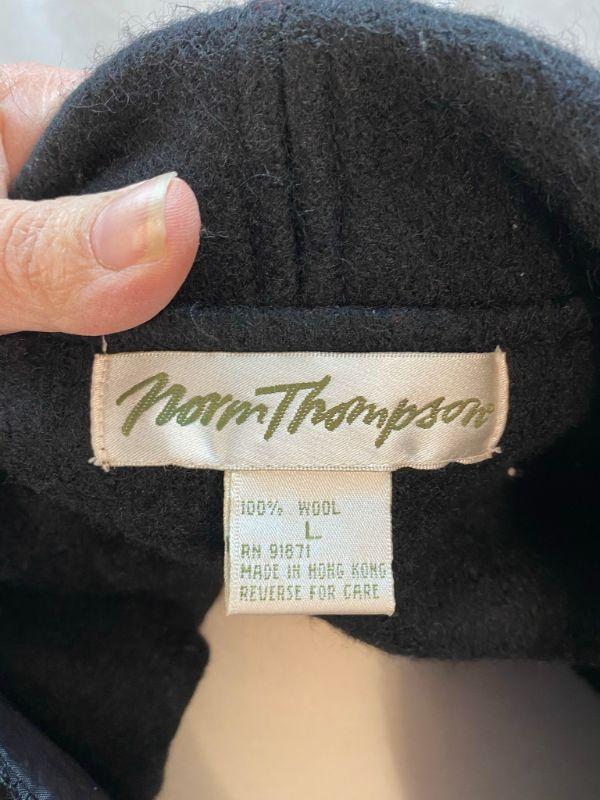 Norm Thompson
100% WOOL
L
RN 91871
MADE IN HONG KONG
REVERSE FOR CARE